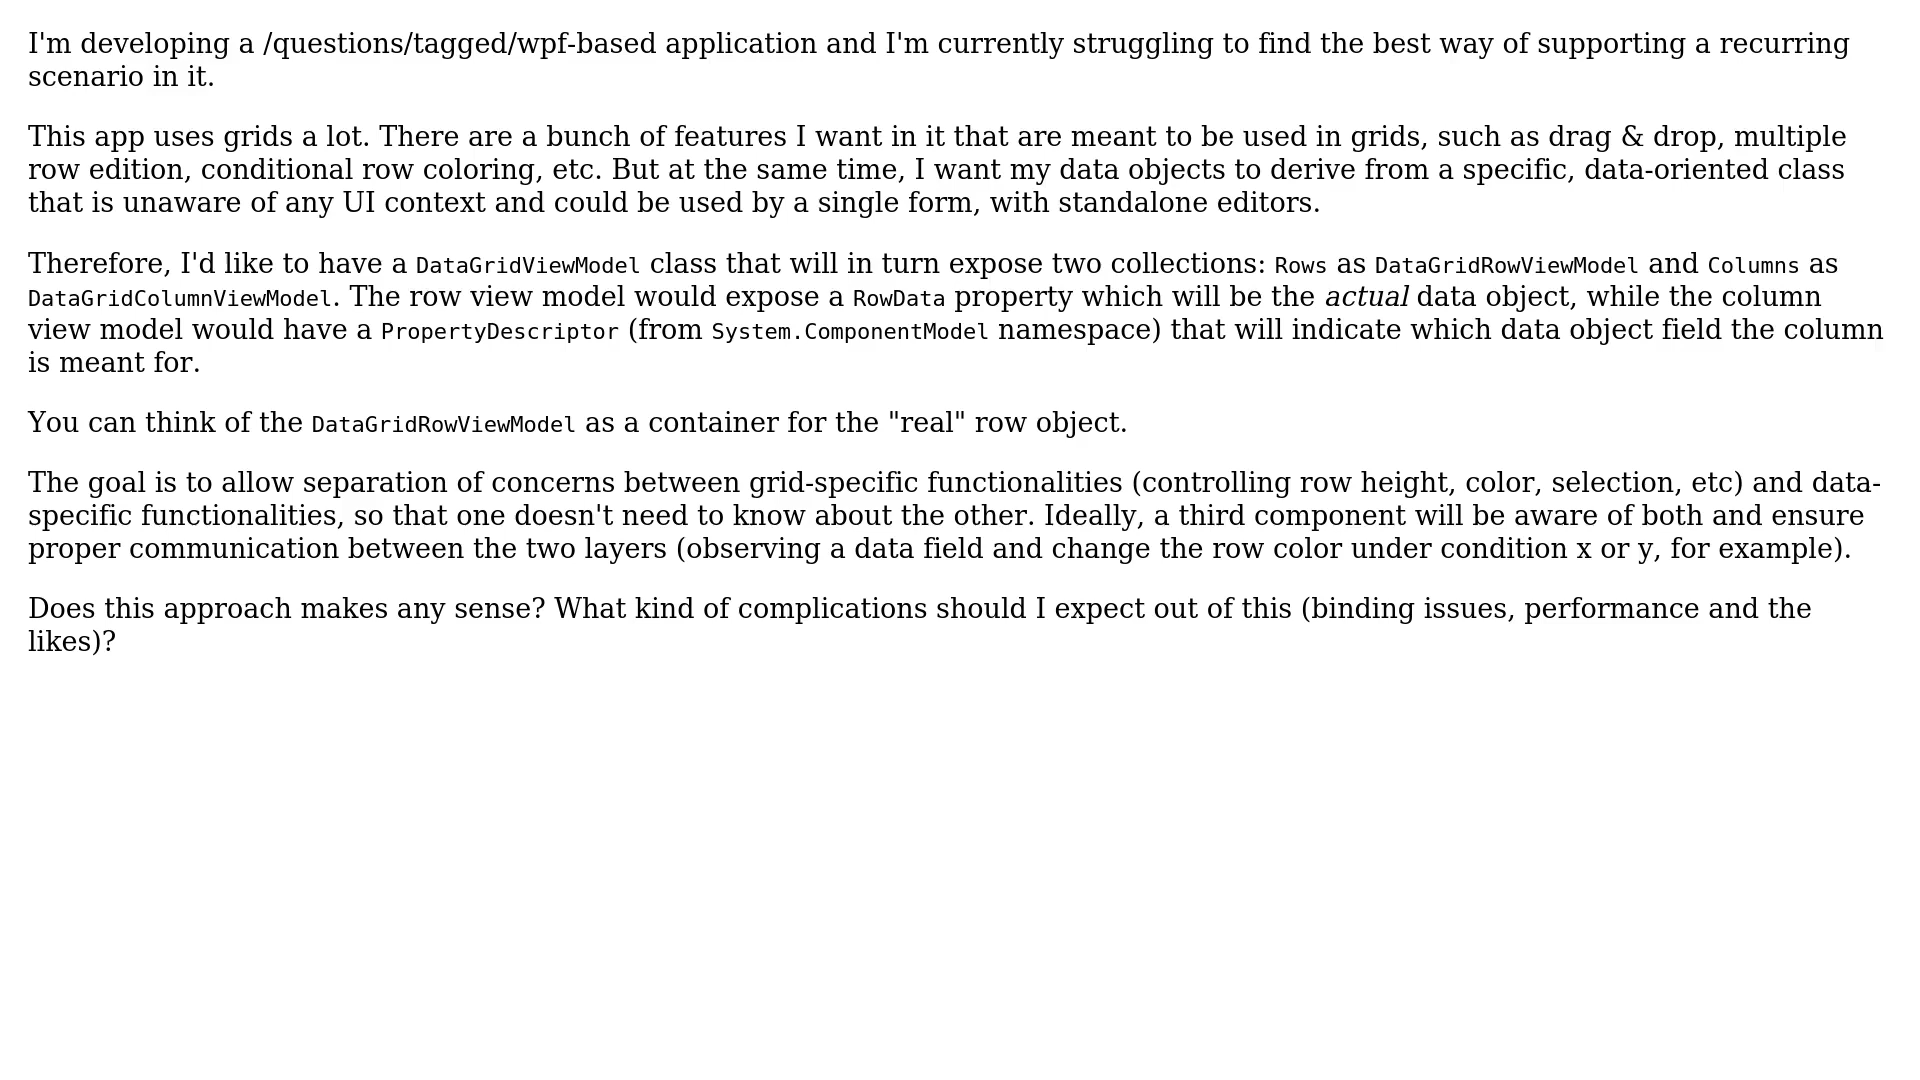 I'm developing a /questions/tagged/wpf-based application and I'm currently struggling to find the best way of supporting a recurring
scenario in it.
This app uses grids a lot. There are a bunch of features I want in it that are meant to be used in grids, such as drag & drop, multiple
row edition, conditional row coloring, etc. But at the same time, I want my data objects to derive from a specific, data-oriented class
that is unaware of any UI context and could be used by a single form, with standalone editors.
Therefore, I'd like to have a DataGridViewModel class that will in turn expose two collections: Rows as DataGridRowViewModel and Columns as
DataGridColumnViewModel. The row view model would expose a RowData property which will be the actual data object, while the column
view model would have a PropertyDescriptor (from System.ComponentModel namespace) that will indicate which data object field the column
is meant for.
You can think of the DataGridRowViewModel as a container for the "real" row object.
The goal is to allow separation of concerns between grid-specific functionalities (controlling row height, color, selection, etc) and data-
specific functionalities, so that one doesn't need to know about the other. Ideally, a third component will be aware of both and ensure
proper communication between the two layers (observing a data field and change the row color under condition x or y, for example).
Does this approach makes any sense? What kind of complications should I expect out of this (binding issues, performance and the
likes)?